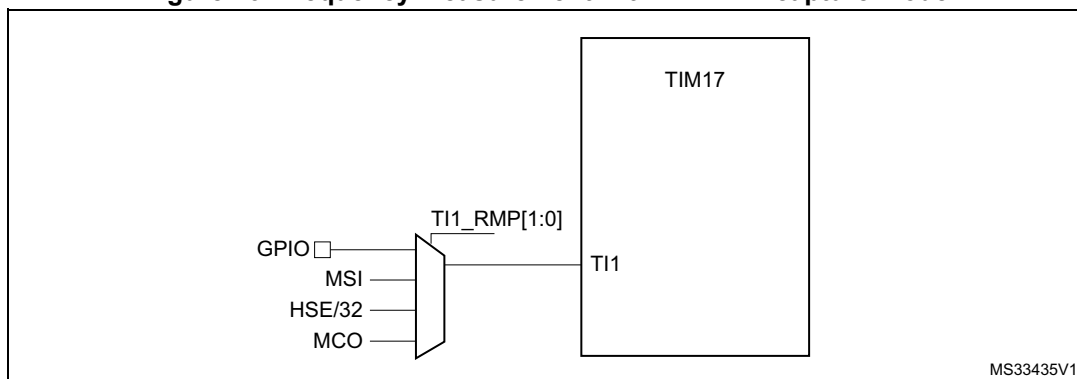 TIM17
TI1_RMP[1:0]
GPIO
TI1
MSI
HSE/32
MCO
MS33435V1